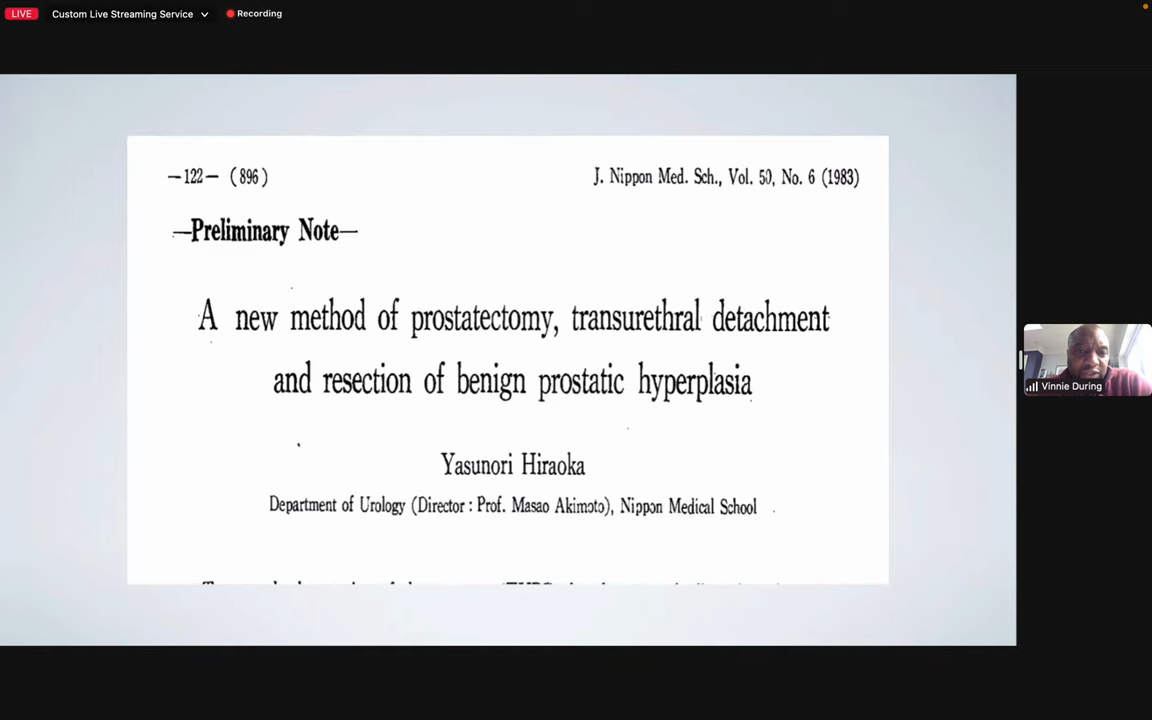 LIVE Custom Live Streaming Service Recording
—122— (896)
J. Nippon Med. Sch., Vol. 50, No. 6 (1983)
—Preliminary Note—
A new method of prostatectomy, transurethral detachment
and resection of benign prostatic hyperplasia
Yasunori Hiraoka
Department of Urology (Director : Prof. Masao Akimoto), Nippon Medical School
Vinnie During